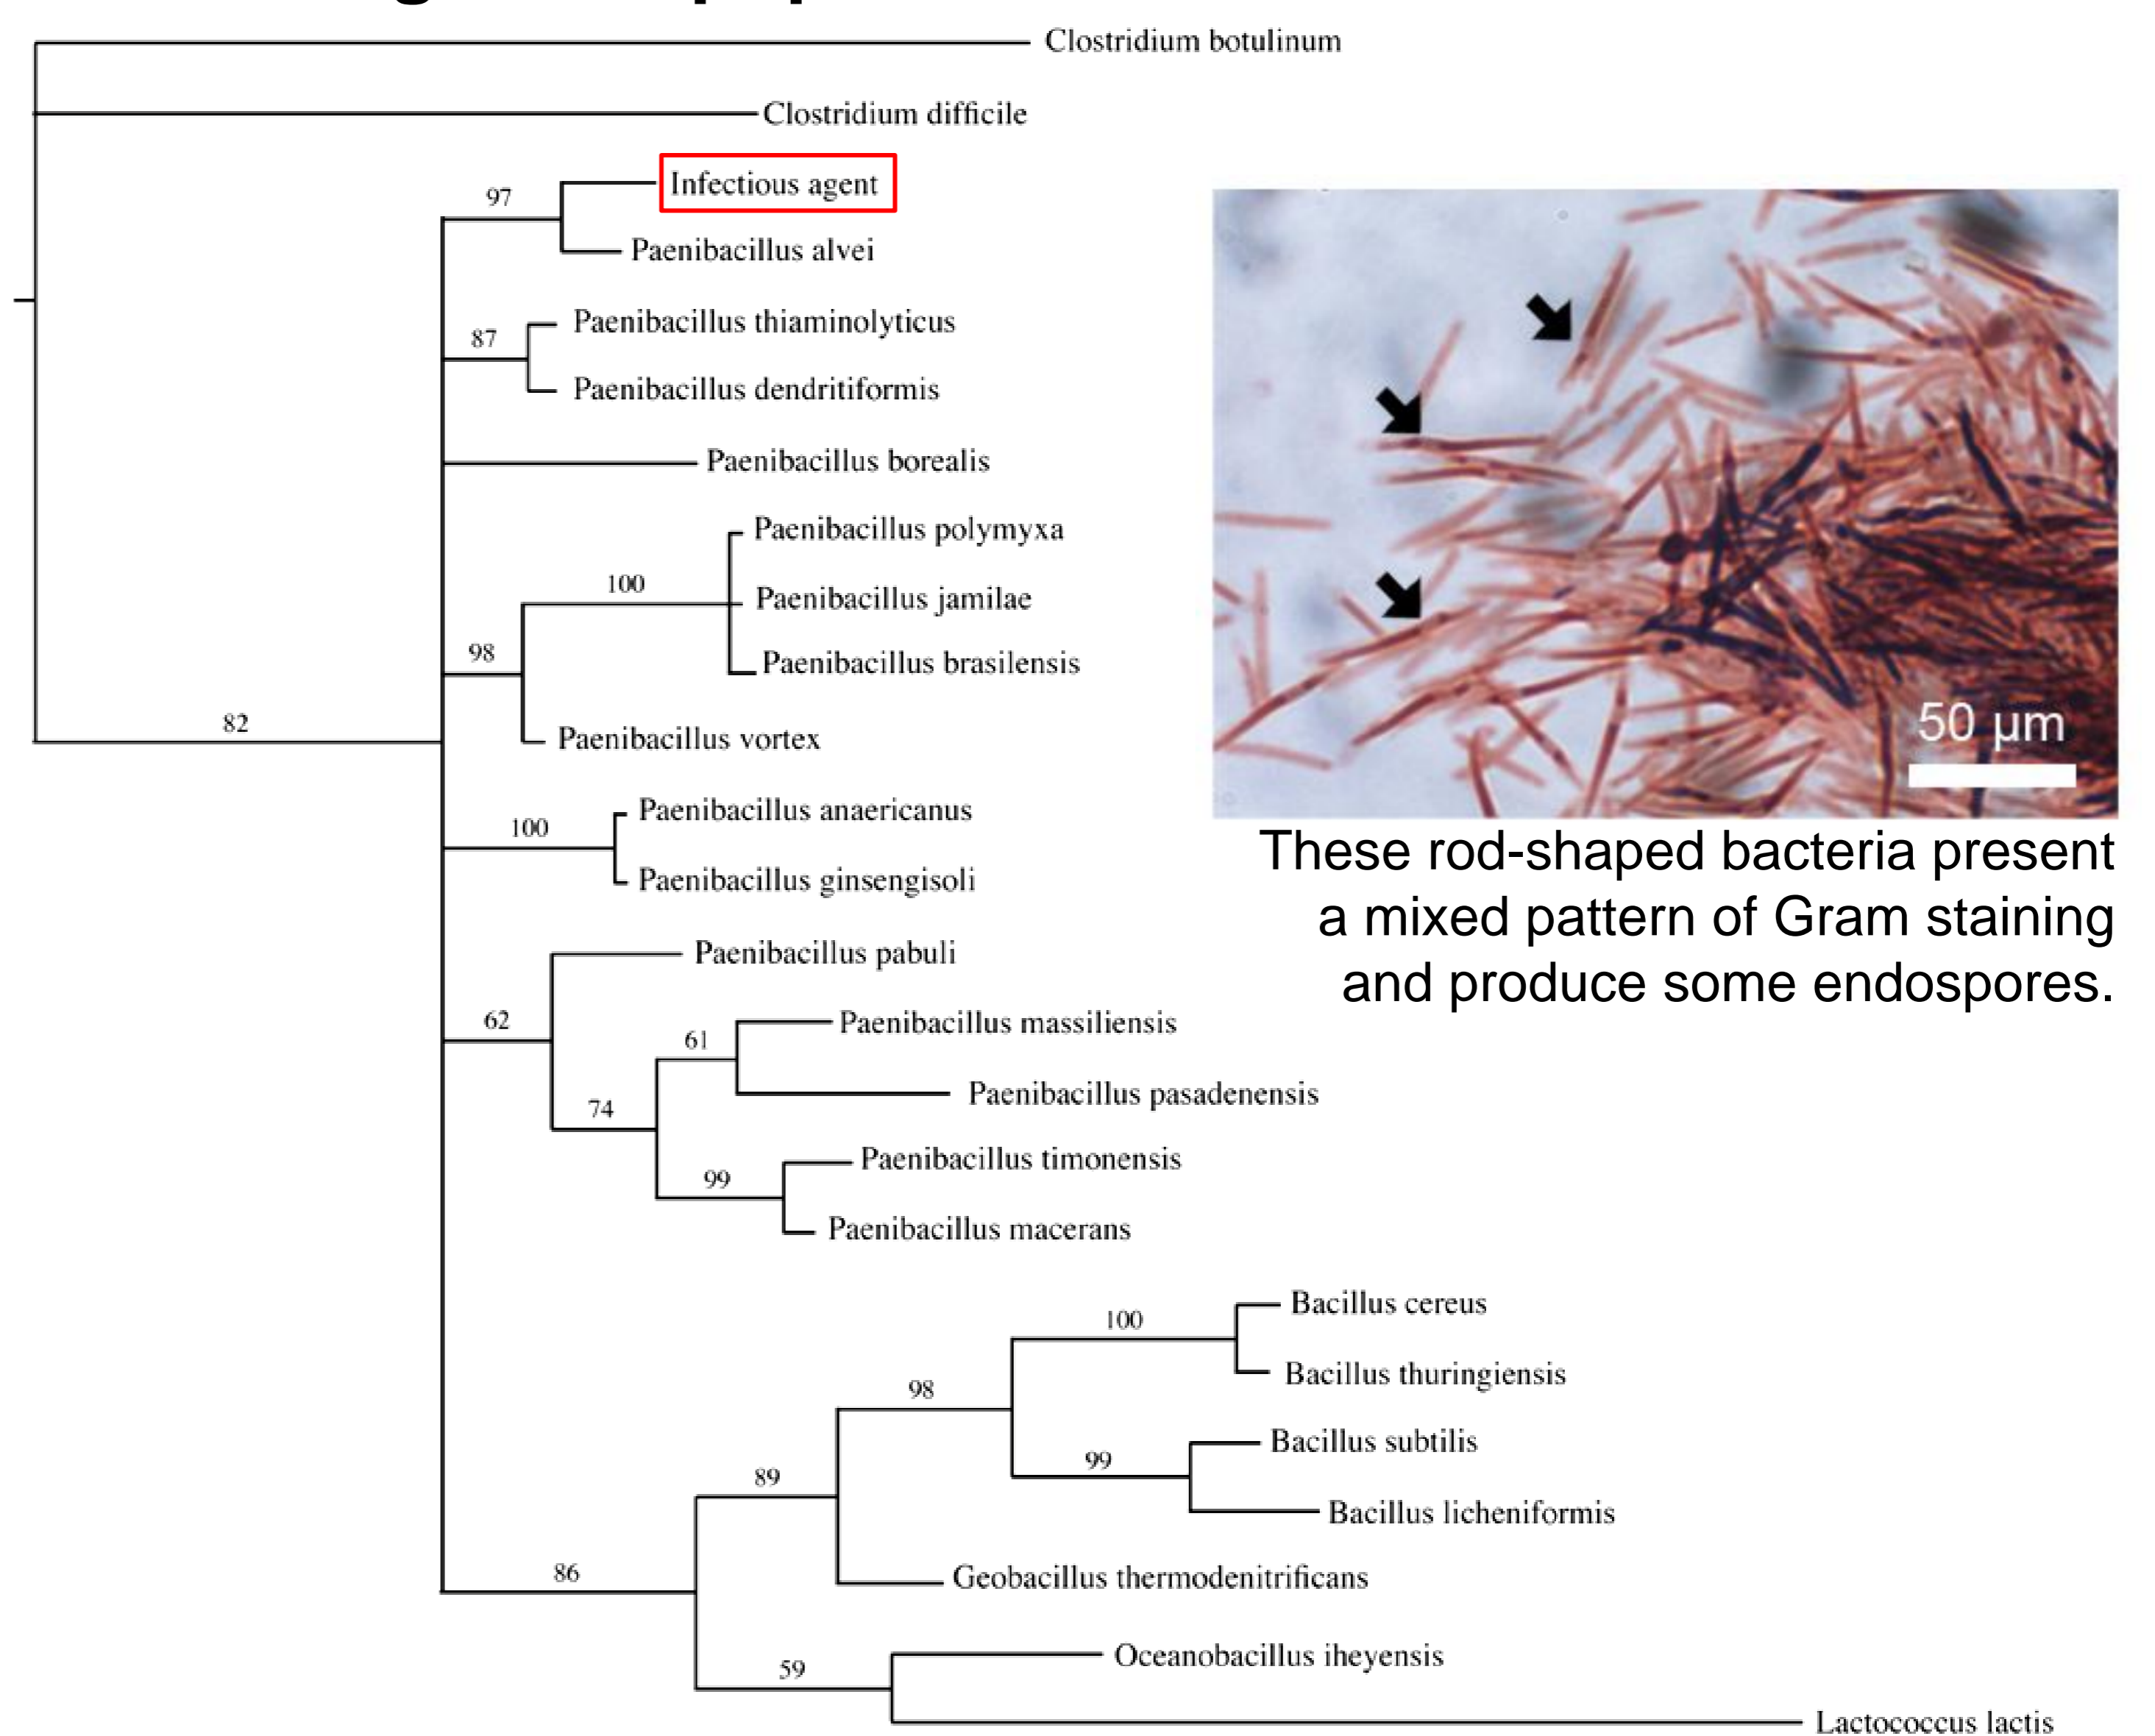 Clostridium botulinum
Clostridium difficile
97
Infectious agent
Paenibacillus alvei
87
Paenibacillus thiaminolyticus
Paenibacillus dendritiformis
Paenibacillus borealis
Paenibacillus polymyxa
100
Paenibacillus jamilae
98
Paenibacillus brasilensis
82
Paenibacillus vortex
Paenibacillus anaericanus
100
Paenibacillus ginsengisoli
Paenibacillus pabuli
62
61
Paenibacillus massiliensis
Paenibacillus pasadenensis
74
Paenibacillus timonensis
99
Paenibacillus macerans
Bacillus cereus
100
Bacillus thuringiensis
98
Bacillus subtilis
99
89
Bacillus licheniformis
86
Geobacillus thermodenitrificans
Oceanobacillus iheyensis
59
Lactococcus lactis
50 µm
These rod-shaped bacteria present
a mixed pattern of Gram staining
and produce some endospores.